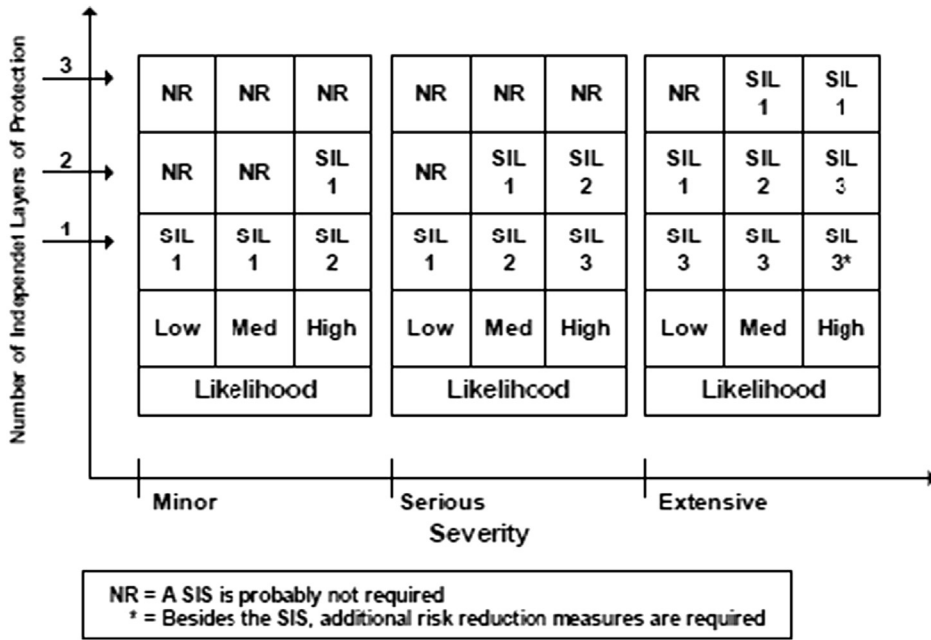 Number of Independet Layers of Protection
3
NR NR NR NR NR NR NR SIL 1 SIL 1
2
NR NR SIL 1 NR SIL 1 SIL 2 SIL 1 SIL 2 SIL 3
1
SIL 1 SIL 1 SIL 2 SIL 1 SIL 2 SIL 3 SIL 3 SIL 3 SIL 3*
Low Med High Low Med High Low Med High
Likelihood Likelihood Likelihood
Minor Serious Extensive
Severity
NR = A SIS is probably not required
* = Besides the SIS, additional risk reduction measures are required